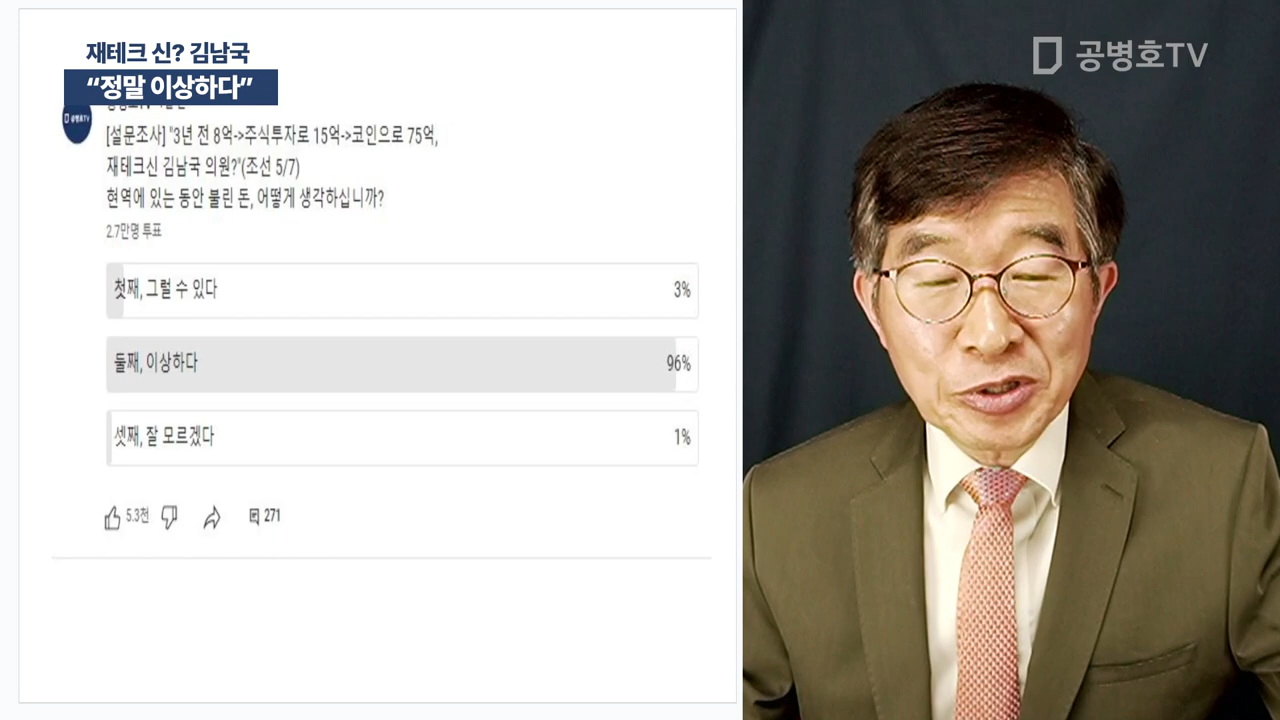 재테크 신? 김남국
“정말 이상하다”
공병호TV
[설문조사] "3년 전 8억->주식투자로 15억->코인으로 75억,
재테크신 김남국 의원?"(조선 5/7)
현역에 있는 동안 불린 돈, 어떻게 생각하십니까?
2.7만명 투표
첫째, 그럴 수 있다 3%
둘째, 이상하다 96%
셋째, 잘 모르겠다 1%
5.3천 271
공병호TV